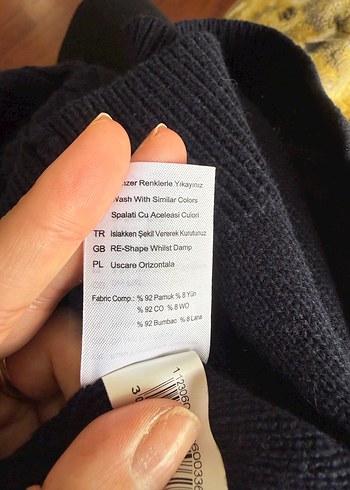 Renklerle Yıkayınız
Wash With Similar Colors
Spalati Cu Aceleasi Culori
TR Islakken Şekil Vererek Kurutunuz
GB RE-Shape Whilst Damp
PL Uscare Orizontala
Fabric Comp.: % 92 Pamuk % 8 Yün
% 92 CO % 8 WO
% 92 Bumbac % 8 Lana